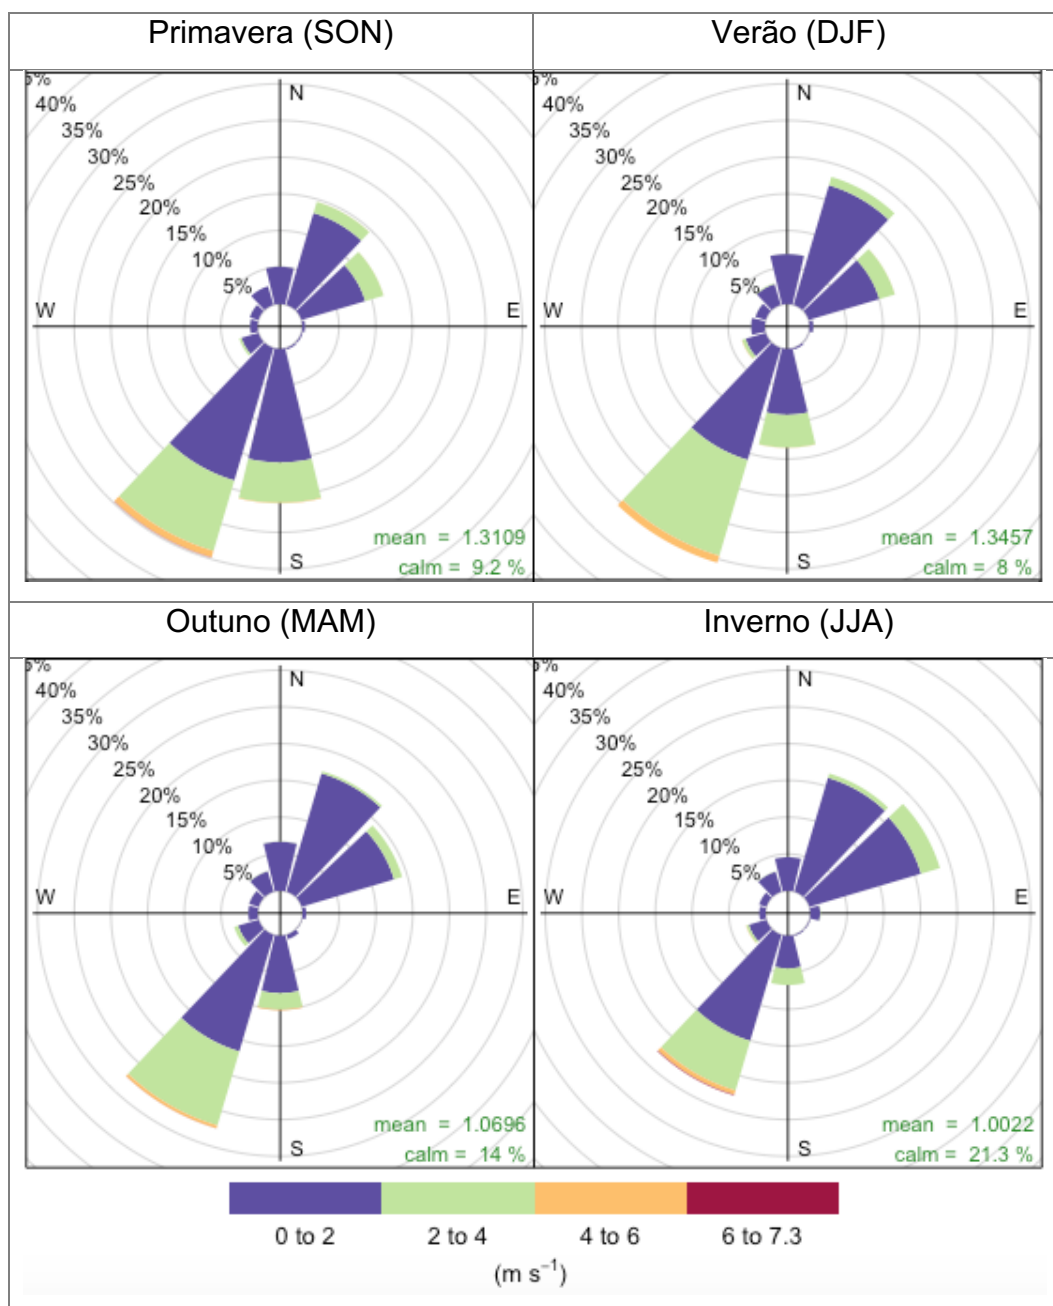 Primavera (SON)
Verão (DJF)
5%
40%
35%
30%
25%
20%
15%
10%
5%
N
W
E
S
mean = 1.3109
calm = 9.2 %
5%
40%
35%
30%
25%
20%
15%
10%
5%
N
W
E
S
mean = 1.3457
calm = 8 %
Outuno (MAM)
Inverno (JJA)
5%
40%
35%
30%
25%
20%
15%
10%
5%
N
W
E
S
mean = 1.0696
calm = 14 %
5%
40%
35%
30%
25%
20%
15%
10%
5%
N
W
E
S
mean = 1.0022
calm = 21.3 %
0 to 2
2 to 4
4 to 6
6 to 7.3
(m s⁻¹)